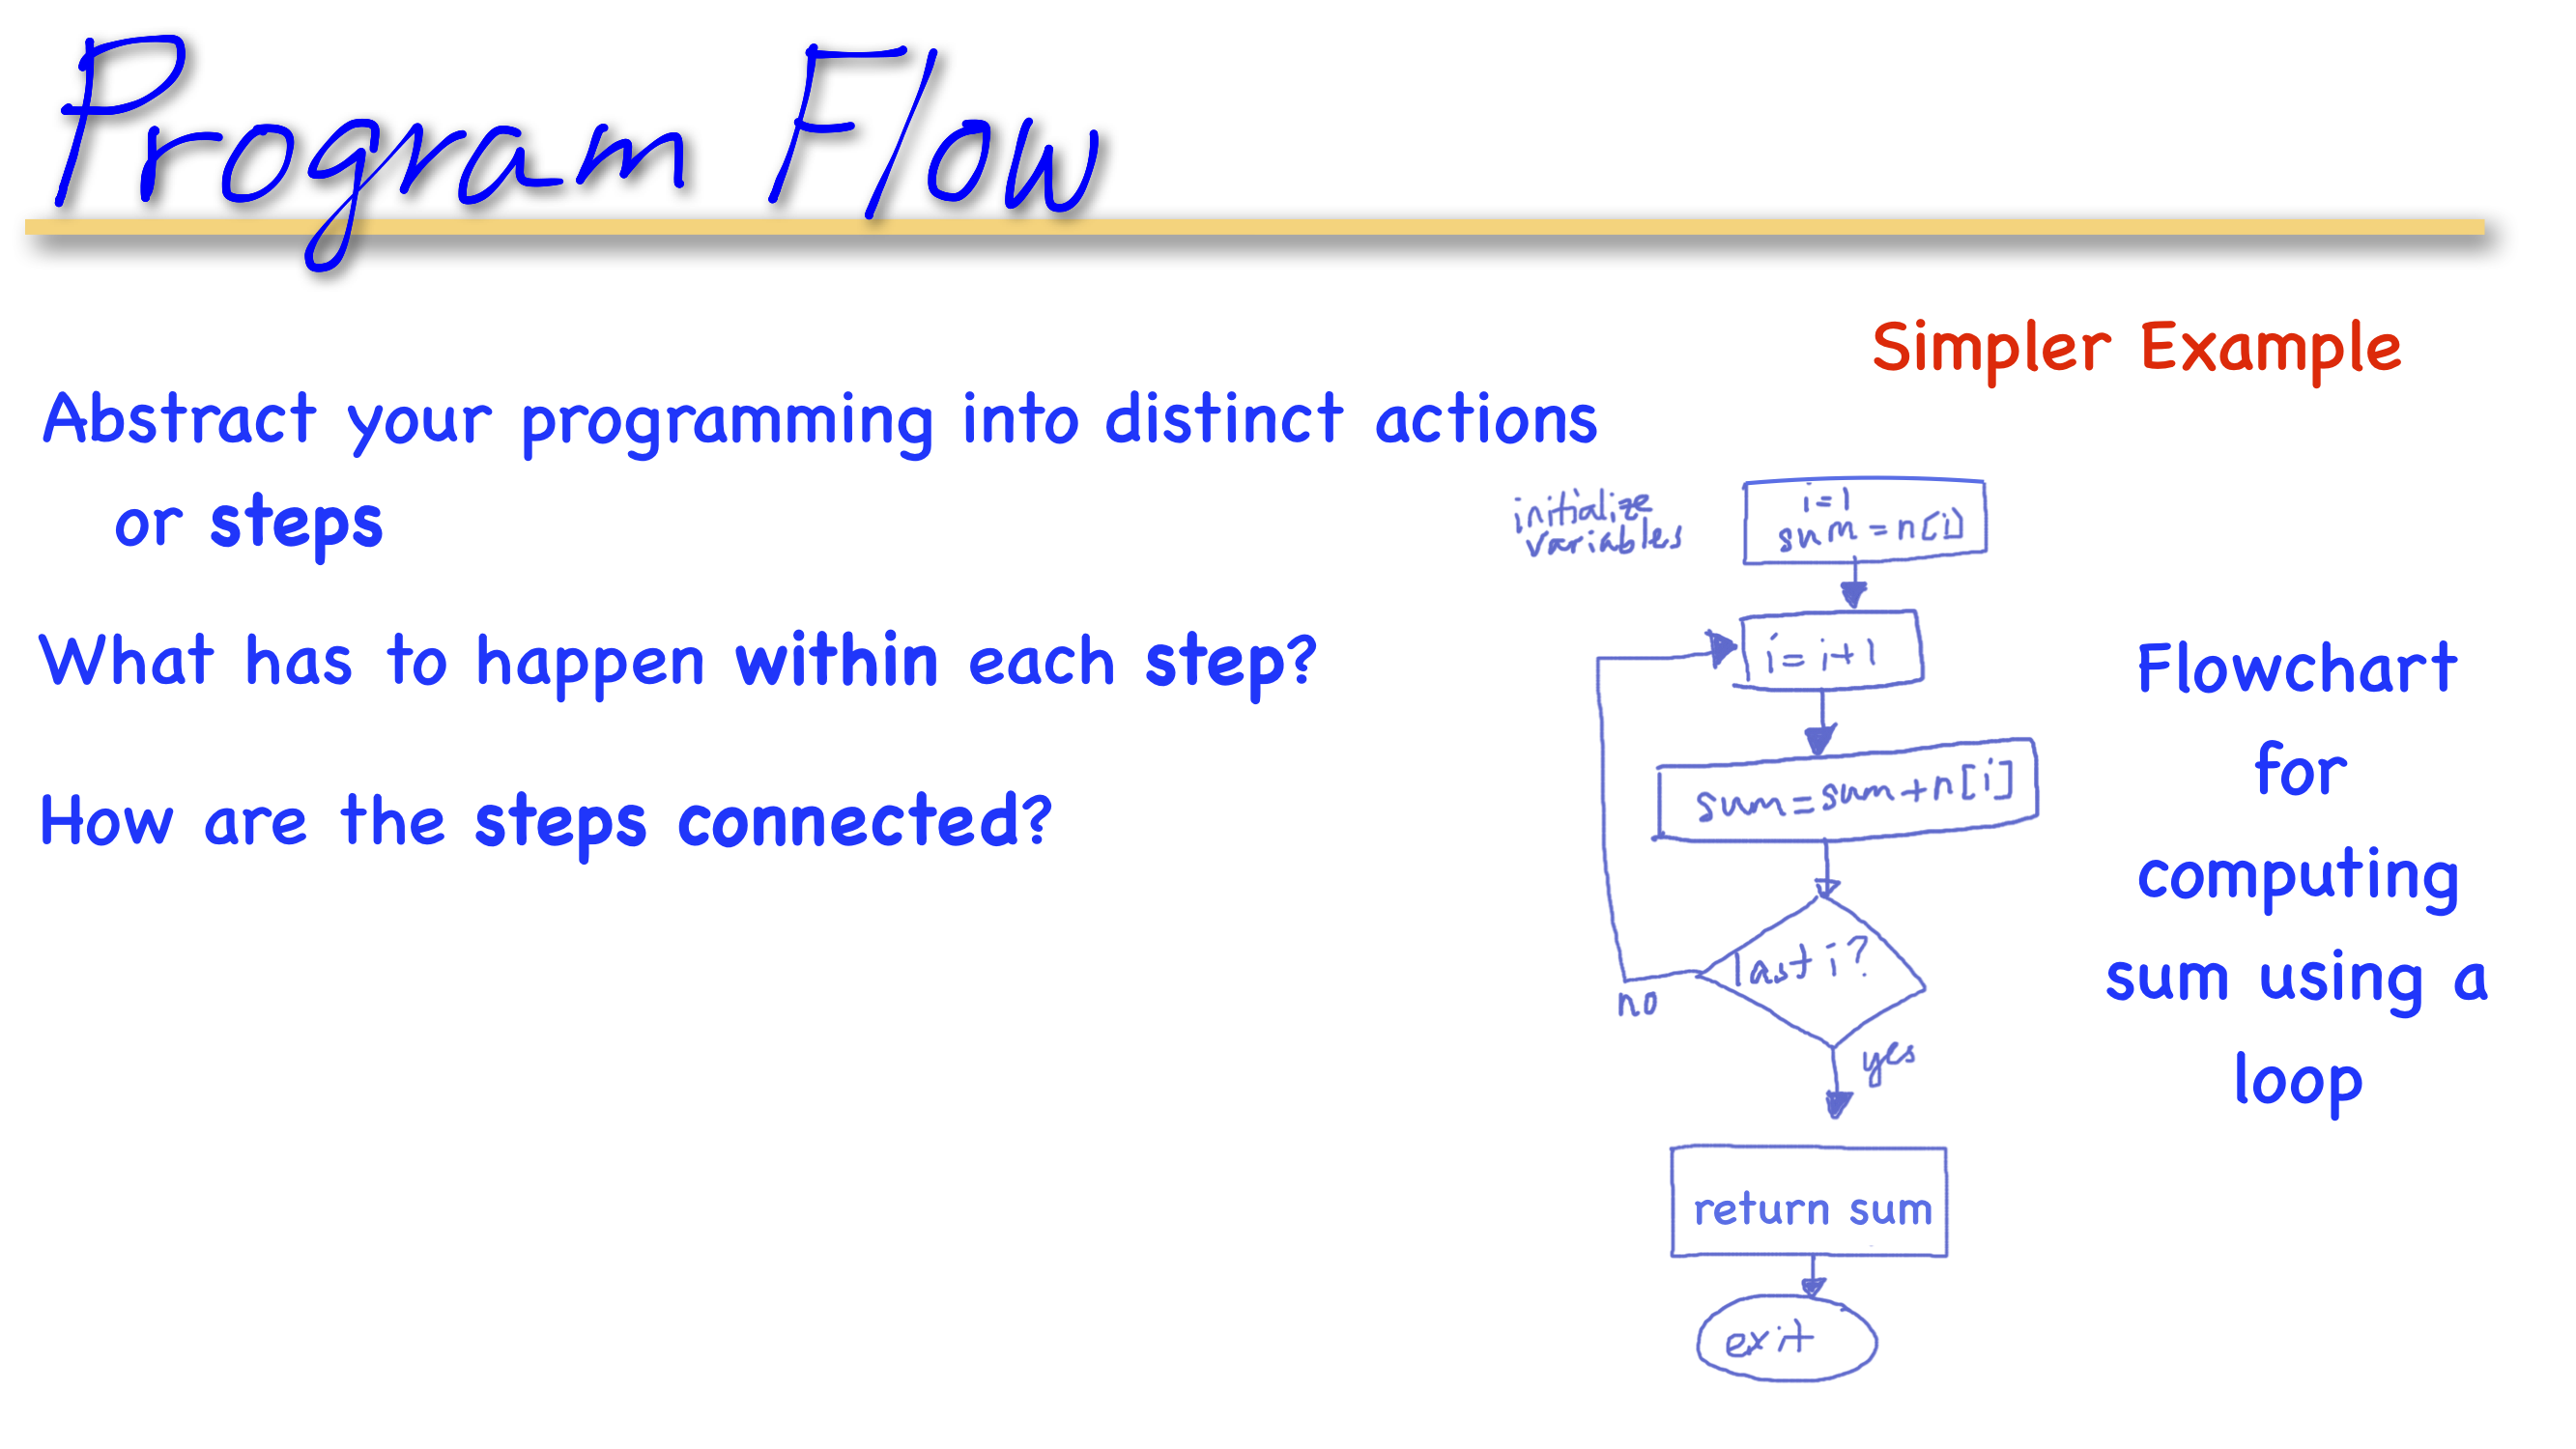 Program Flow
Simpler Example
Abstract your programming into distinct actions
or steps
What has to happen within each step?
How are the steps connected?
initialize
variables
i=1
sum = n[i]
i= i+1
sum=sum+n[i]
last i?
no
yes
return sum
exit
Flowchart
for
computing
sum using a
loop